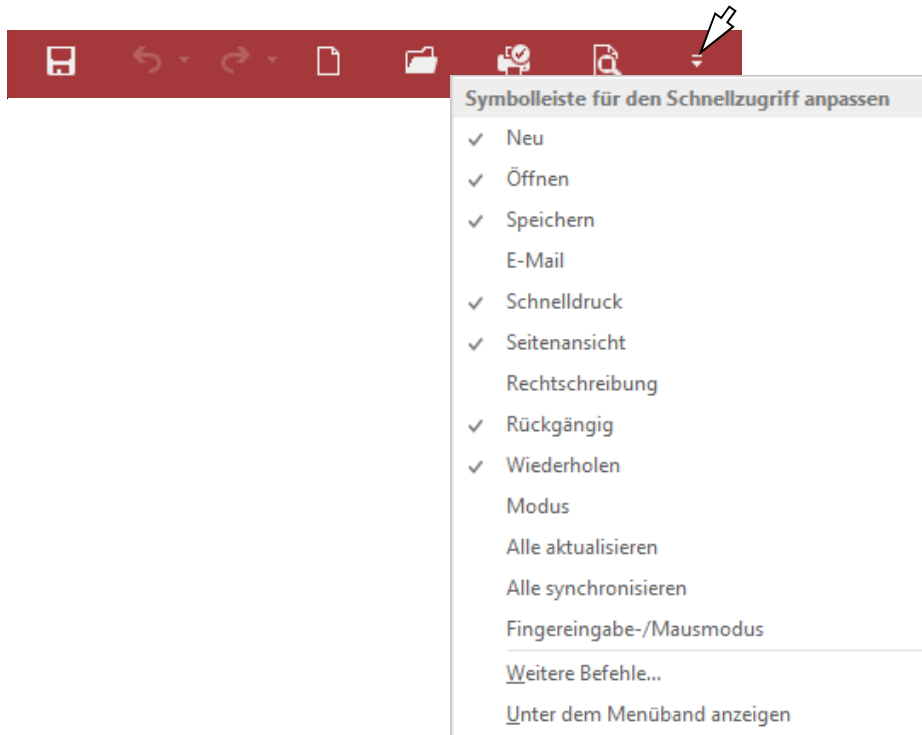 Symbolleiste für den Schnellzugriff anpassen
Neu
Öffnen
Speichern
E-Mail
Schnelldruck
Seitenansicht
Rechtschreibung
Rückgängig
Wiederholen
Modus
Alle aktualisieren
Alle synchronisieren
Fingereingabe-/Mausmodus
Weitere Befehle...
Unter dem Menüband anzeigen